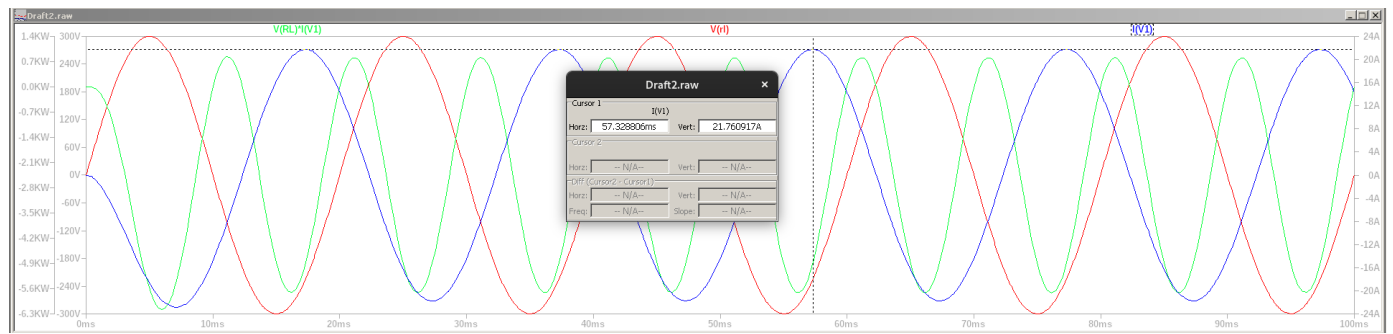 Draft2.raw
V(RL)*I(V1) V(rl) I(V1)
1.4KW 300V 24A
0.7KW 240V 20A
0.0KW 180V 16A
-0.7KW 120V 12A
-1.4KW 60V 8A
-2.1KW 0V 4A
-2.8KW -60V 0A
-3.5KW -120V -4A
-4.2KW -180V -8A
-4.9KW -240V -12A
-5.6KW -300V -16A
-6.3KW -20A
-24A
0ms 10ms 20ms 30ms 40ms 50ms 60ms 70ms 80ms 90ms 100ms
Draft2.raw ×
Cursor 1
I(V1)
Horz: 57.328806ms Vert: 21.760917A
Cursor 2
Horz: -- N/A-- Vert: -- N/A--
Diff (Cursor2 - Cursor1)
Horz: -- N/A-- Vert: -- N/A--
Freq: -- N/A-- Slope: -- N/A--